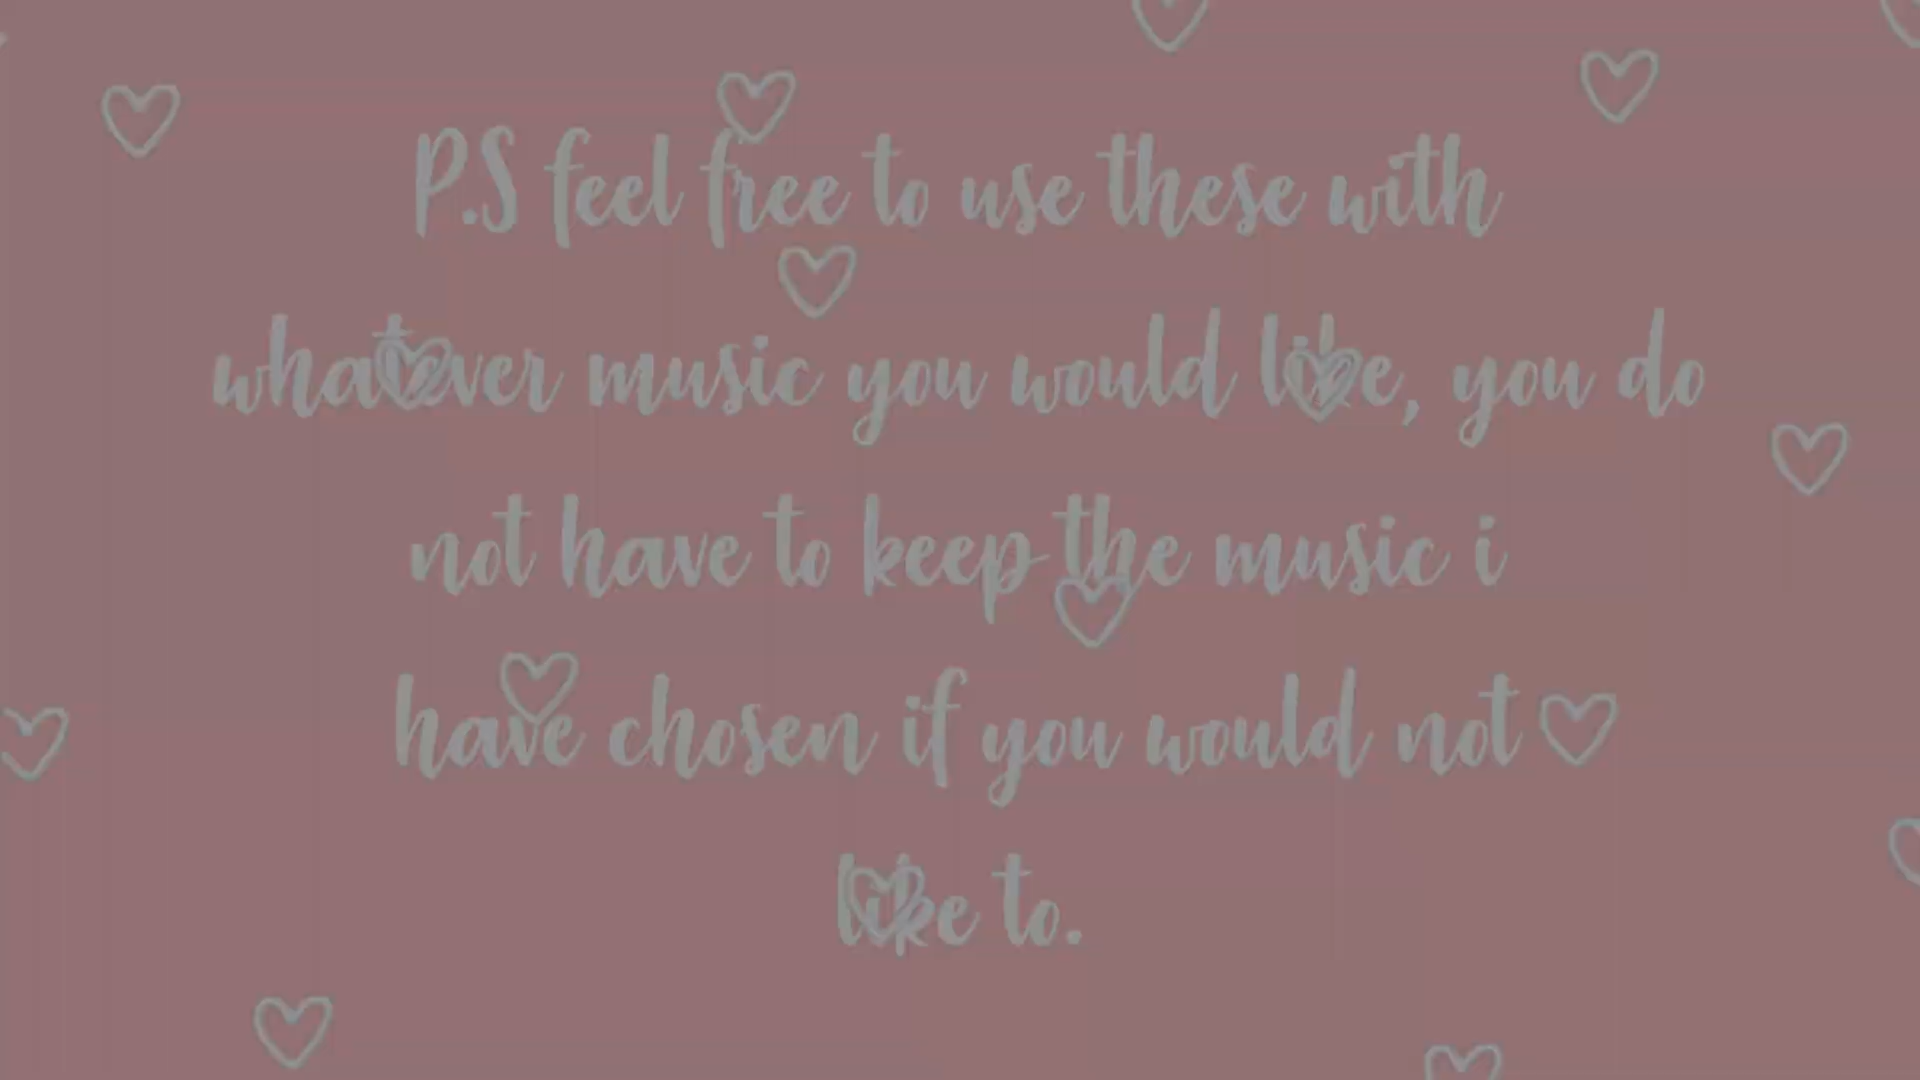 P.S feel free to use these with
whatever music you would like, you do
not have to keep the music i
have chosen if you would not
like to.